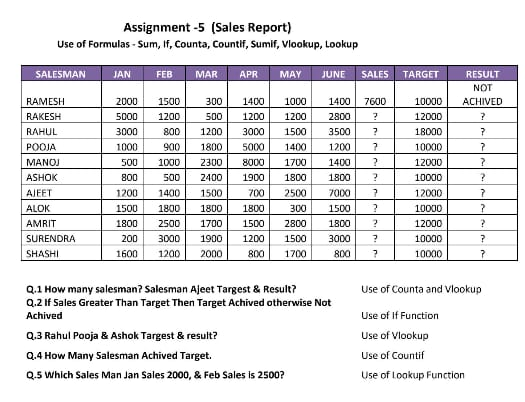 Assignment -5 (Sales Report)
Use of Formulas - Sum, If, Counta, Countif, Sumif, Vlookup, Lookup
SALESMAN JAN FEB MAR APR MAY JUNE SALES TARGET RESULT
RAMESH 2000 1500 300 1400 1000 1400 7600 10000 NOT ACHIVED
RAKESH 5000 1200 500 1200 1200 2800 ? 12000 ?
RAHUL 3000 800 1200 3000 1500 3500 ? 18000 ?
POOJA 1000 900 1800 5000 1400 1200 ? 10000 ?
MANOJ 500 1000 2300 8000 1700 1400 ? 12000 ?
ASHOK 800 500 2400 1900 1800 1800 ? 10000 ?
AJEET 1200 1400 1500 700 2500 7000 ? 12000 ?
ALOK 1500 1800 1800 1800 300 1500 ? 10000 ?
AMRIT 1800 2500 1700 1500 2800 1800 ? 12000 ?
SURENDRA 200 3000 1900 1200 1500 3000 ? 10000 ?
SHASHI 1600 1200 2000 800 1700 800 ? 10000 ?
Q.1 How many salesman? Salesman Ajeet Targest & Result? Use of Counta and Vlookup
Q.2 If Sales Greater Than Target Then Target Achived otherwise Not
Achived Use of If Function
Q.3 Rahul Pooja & Ashok Targest & result? Use of Vlookup
Q.4 How Many Salesman Achived Target. Use of Countif
Q.5 Which Sales Man Jan Sales 2000, & Feb Sales is 2500? Use of Lookup Function